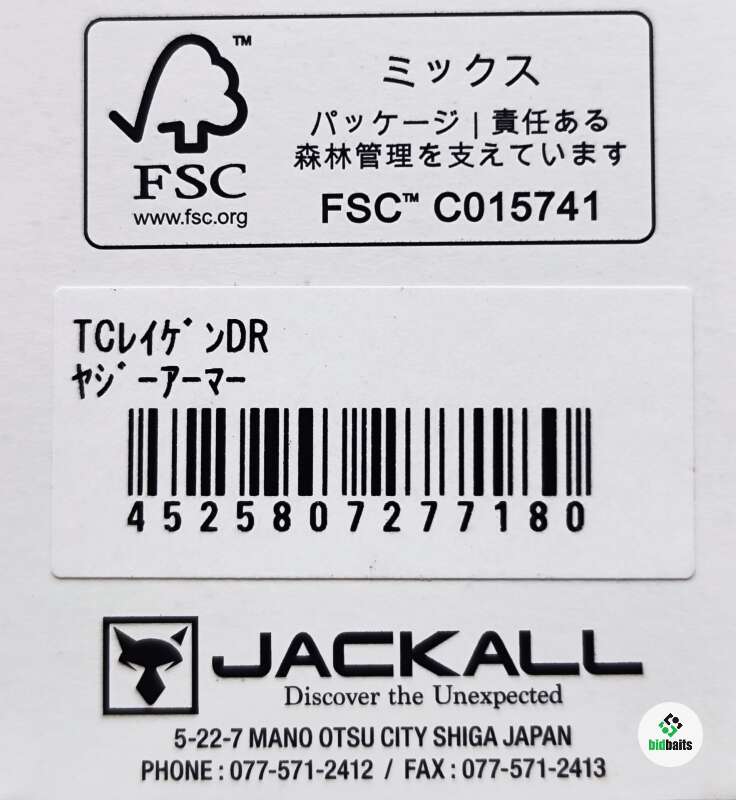 TM
ミックス
パッケージ | 責任ある
森林管理を支えています
FSC
www.fsc.org
FSC™ C015741
TCﾚｲｹﾞﾝDR
ﾔｼﾞｰｱｰﾏｰ
4525807277180
JACKALL
Discover the Unexpected
5-22-7 MANO OTSU CITY SHIGA JAPAN
PHONE : 077-571-2412 / FAX : 077-571-2413
bidbaits